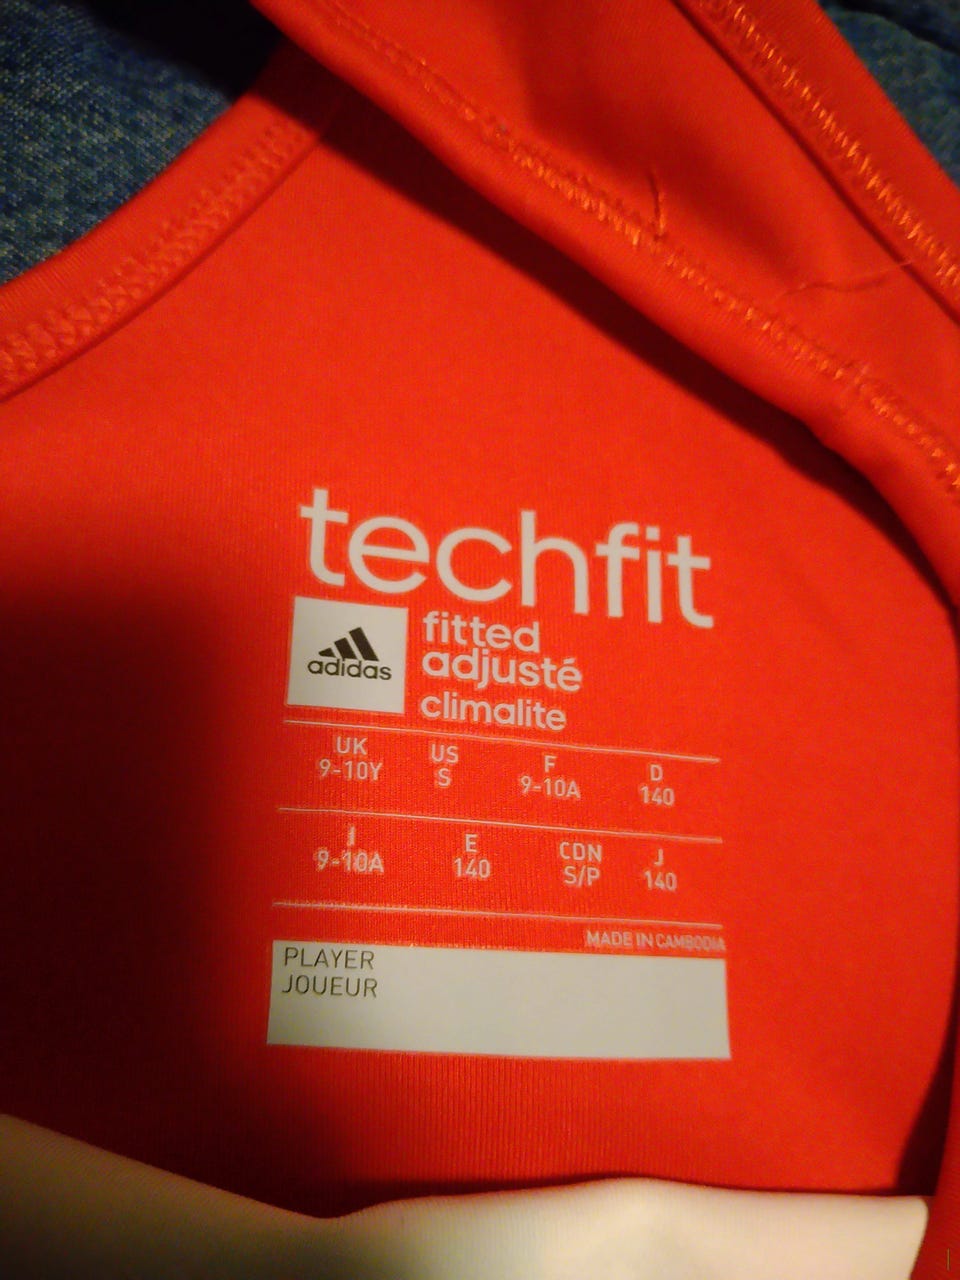 techfit
adidas
fitted
adjusté
climalite
UK US F D
9-10Y S 9-10A 140
I E CDN J
9-10A 140 S/P 140
MADE IN CAMBODIA
PLAYER
JOUEUR